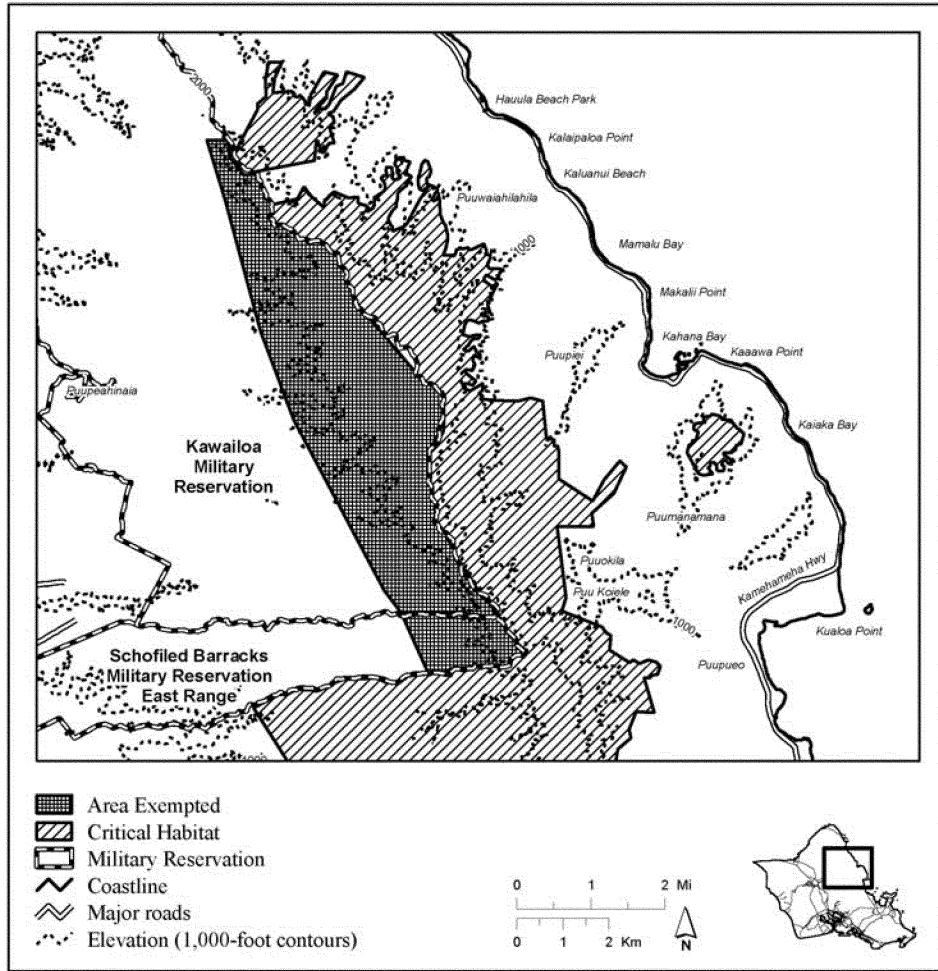 2000
Hauula Beach Park
Kalaipaloa Point
Kaluanui Beach
Puuwaiahilahila
1000
Mamalu Bay
Makalii Point
Kahana Bay
Puupiei
Kaaawa Point
Puupeahinaia
Kaiaka Bay
Kawailoa
Military
Reservation
Puumanamana
Puuokila
Kamehameha Hwy
Puu Koiele
1000
Kualoa Point
Schofiled Barracks
Military Reservation
East Range
Puupueo
1000
Area Exempted
Critical Habitat
Military Reservation
Coastline
Major roads
Elevation (1,000-foot contours)
0 1 2 Mi
0 1 2 Km
N